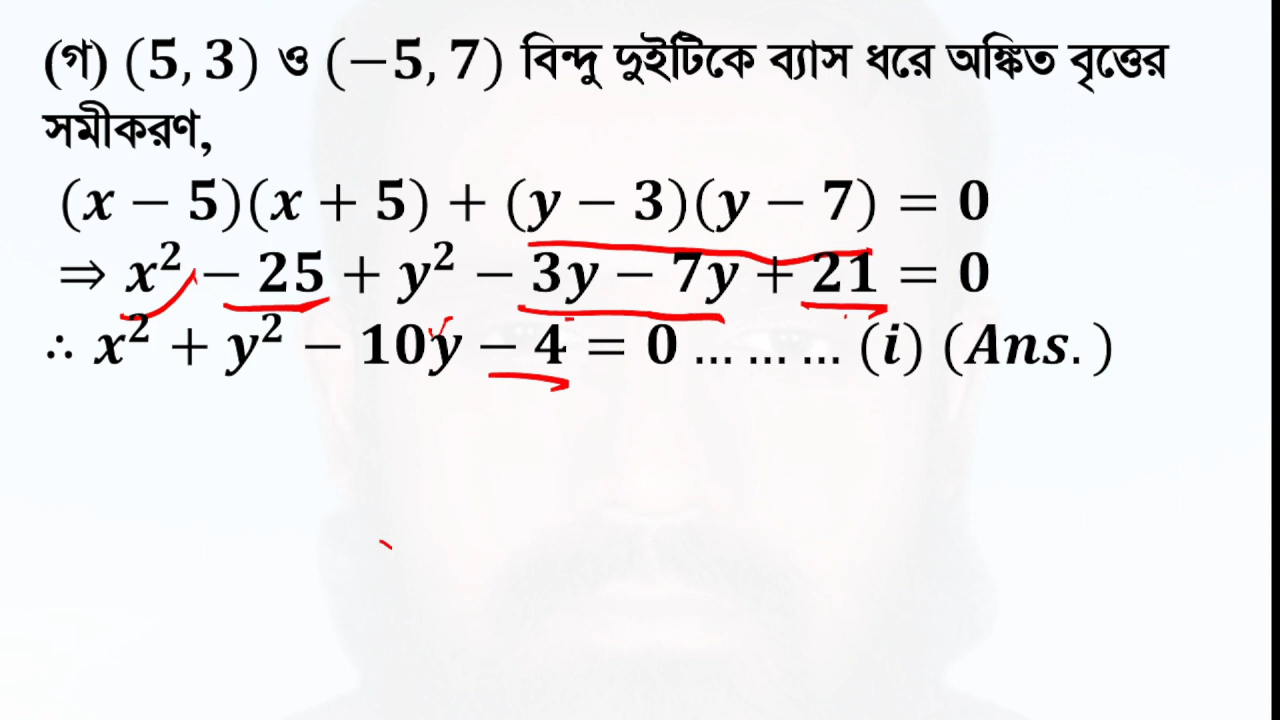 (গ) (5, 3) ও (−5, 7) বিন্দু দুইটিকে ব্যাস ধরে অঙ্কিত বৃত্তের
সমীকরণ,
(x − 5)(x + 5) + (y − 3)(y − 7) = 0
⇒ x² − 25 + y² − 3y − 7y + 21 = 0
∴ x² + y² − 10y − 4 = 0 ... ... ... (i) (Ans. )